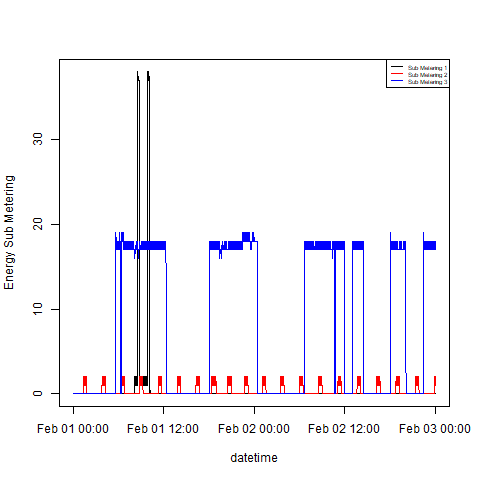 Sub Metering 1
Sub Metering 2
Sub Metering 3
Energy Sub Metering
30
20
10
0
Feb 01 00:00 Feb 01 12:00 Feb 02 00:00 Feb 02 12:00 Feb 03 00:00
datetime